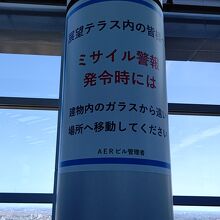 展望テラス内の皆
ミサイル警報
発令時には
建物内のガラスから遠い
場所へ移動してください
AERビル管理者